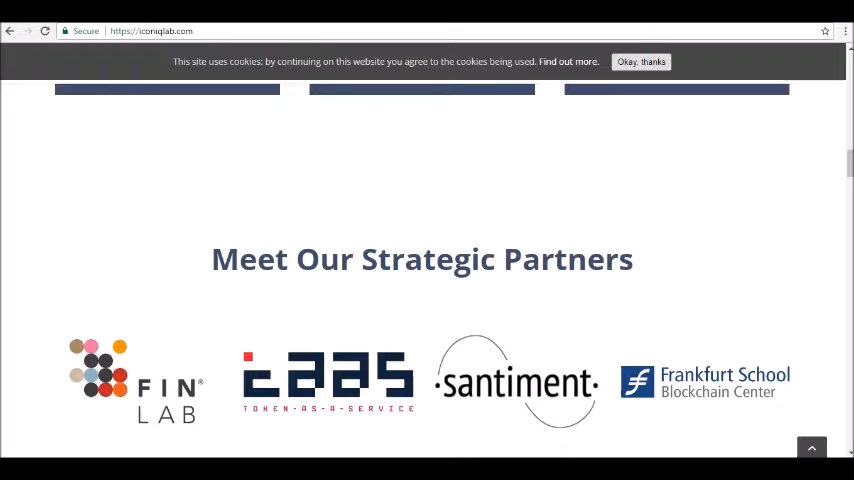 Secure https://iconiqlab.com
This site uses cookies: by continuing on this website you agree to the cookies being used. Find out more. Okay, thanks
Meet Our Strategic Partners
FIN®
LAB
taas
TOKEN-AS-A-SERVICE
·santiment·
Frankfurt School
Blockchain Center